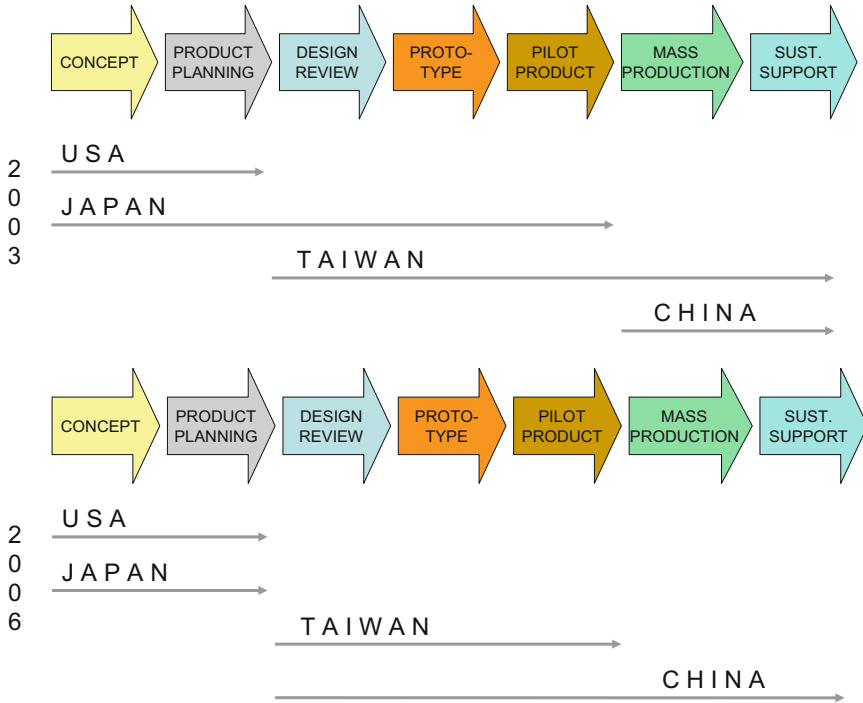 CONCEPT
PRODUCT
PLANNING
DESIGN
REVIEW
PROTO-
TYPE
PILOT
PRODUCT
MASS
PRODUCTION
SUST.
SUPPORT
2003
USA
JAPAN
TAIWAN
CHINA
CONCEPT
PRODUCT
PLANNING
DESIGN
REVIEW
PROTO-
TYPE
PILOT
PRODUCT
MASS
PRODUCTION
SUST.
SUPPORT
2006
USA
JAPAN
TAIWAN
CHINA